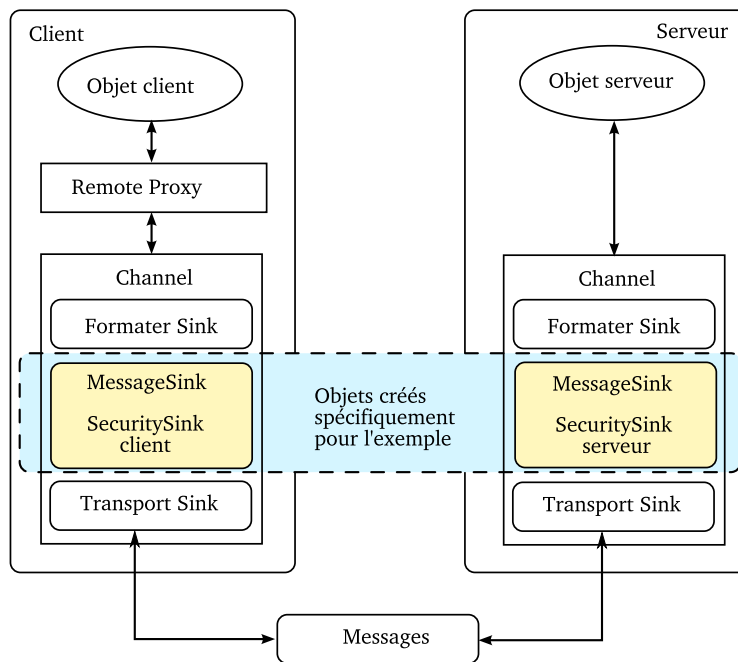 Client
Objet client
Remote Proxy
Channel
Formater Sink
MessageSink
SecuritySink
client
Transport Sink
Objets créés
spécifiquement
pour l'exemple
Serveur
Objet serveur
Channel
Formater Sink
MessageSink
SecuritySink
serveur
Transport Sink
Messages